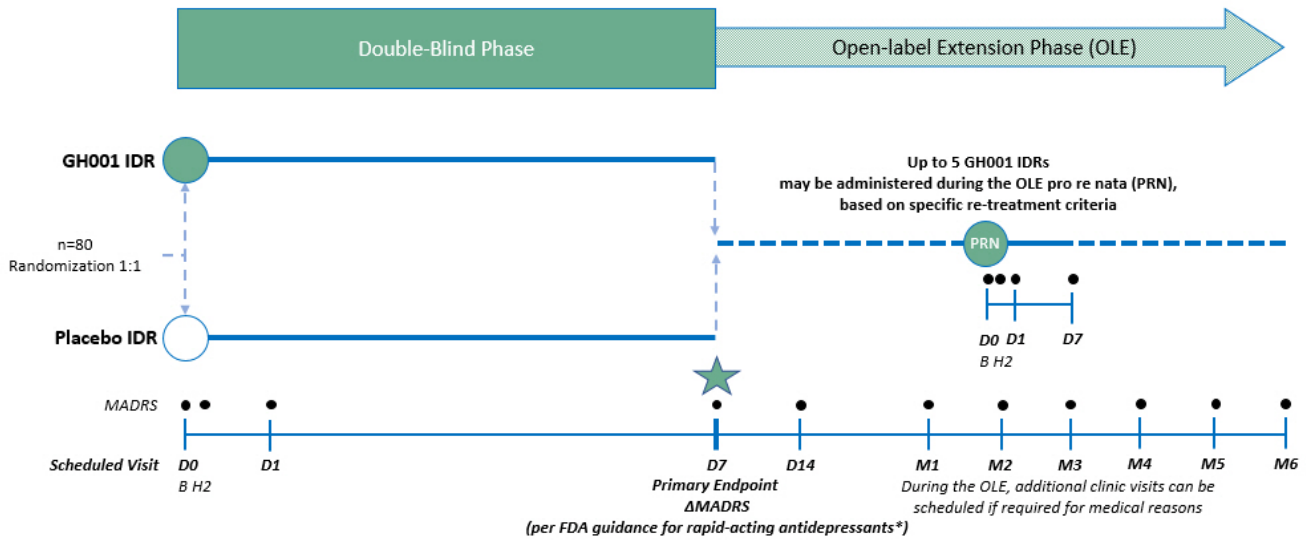 Double-Blind Phase
Open-label Extension Phase (OLE)
GH001 IDR
Up to 5 GH001 IDRs
may be administered during the OLE pro re nata (PRN),
based on specific re-treatment criteria
n=80
Randomization 1:1
PRN
Placebo IDR
D0 D1 D7
B H2
MADRS
Scheduled Visit D0 D1 D7 D14 M1 M2 M3 M4 M5 M6
B H2
Primary Endpoint
ΔMADRS
(per FDA guidance for rapid-acting antidepressants*)
During the OLE, additional clinic visits can be
scheduled if required for medical reasons